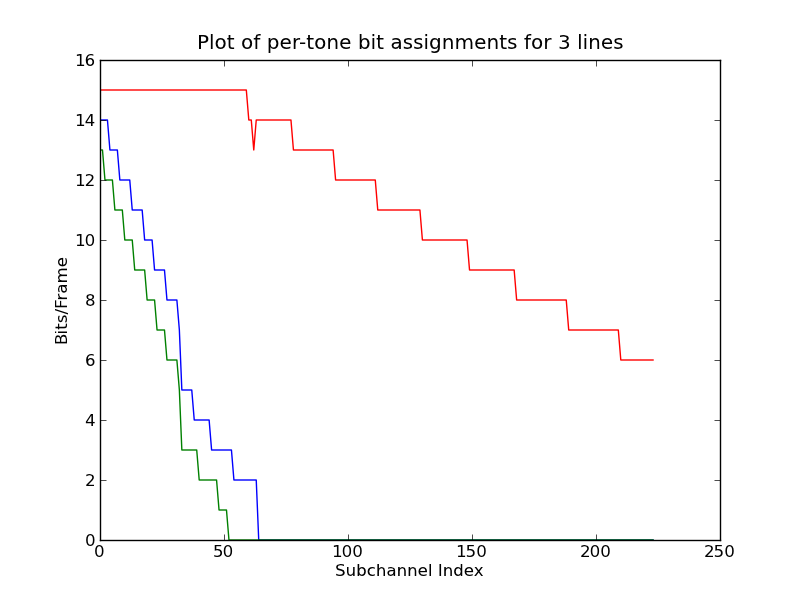 Plot of per-tone bit assignments for 3 lines
16
14
12
10
8
6
4
2
0
Bits/Frame
0 50 100 150 200 250
Subchannel Index